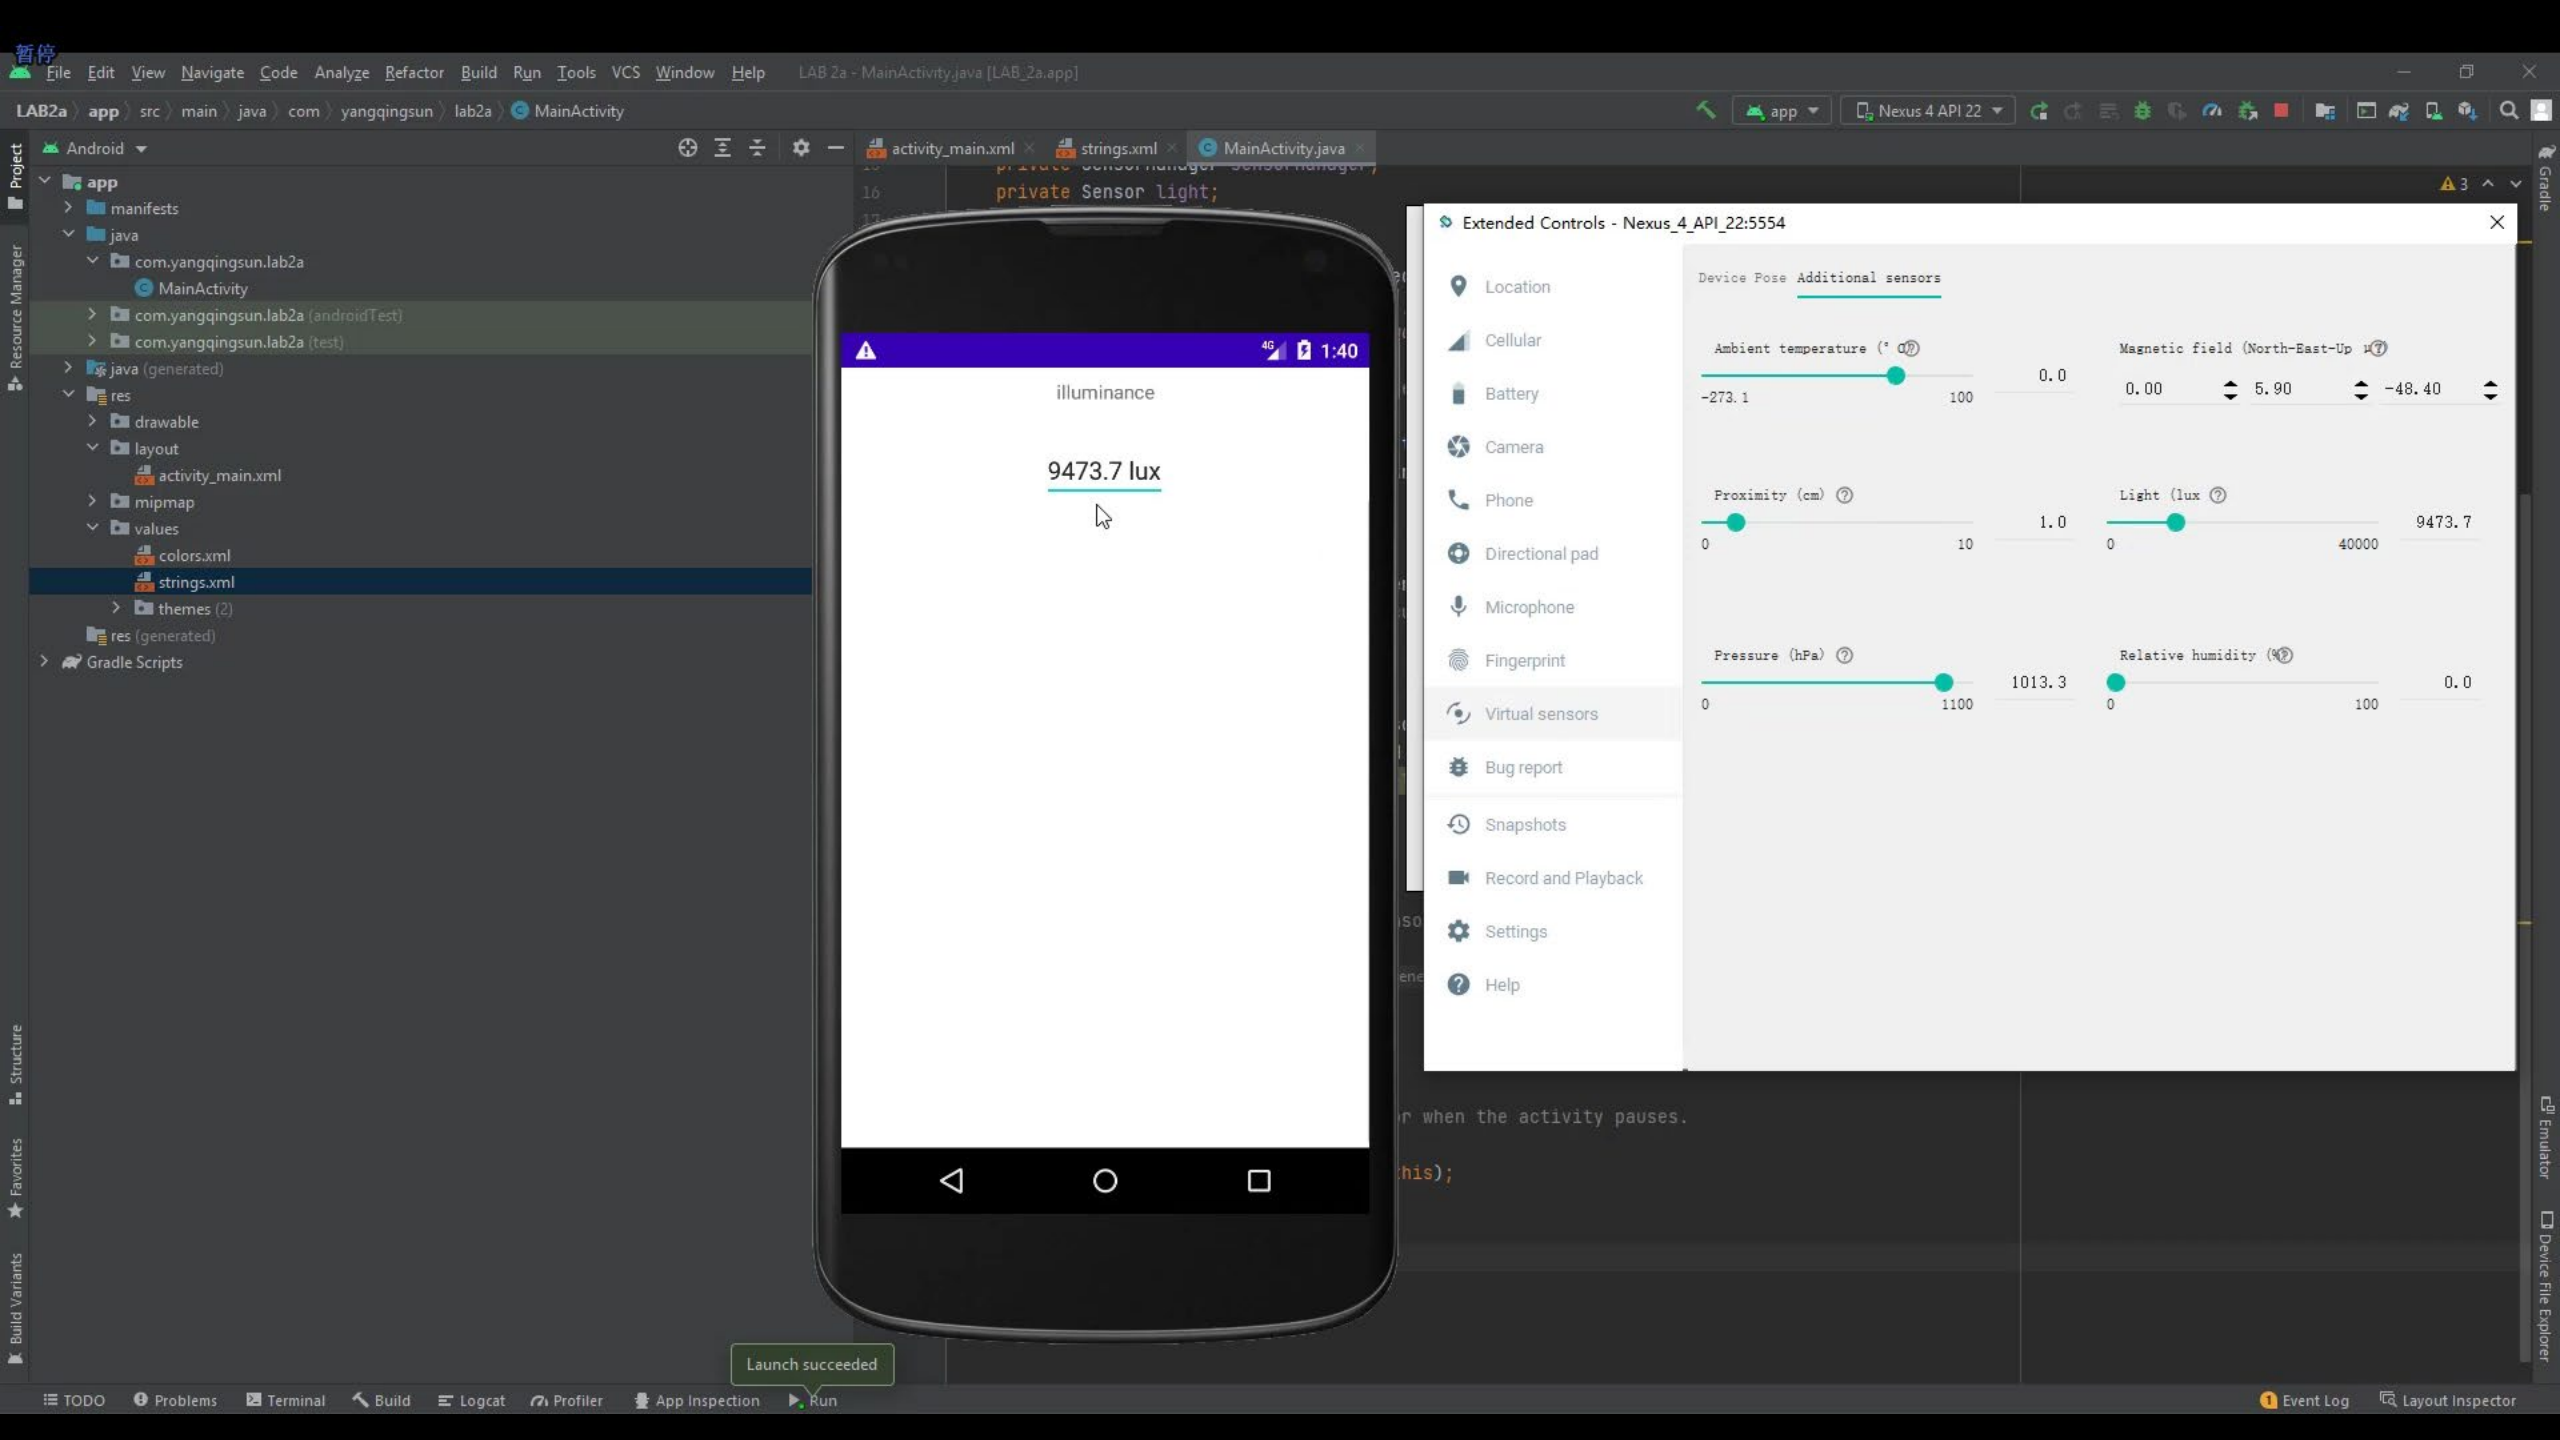 暂停
File Edit View Navigate Code Analyze Refactor Build Run Tools VCS Window Help LAB 2a - MainActivity.java [LAB_2a.app]
LAB2a app src main java com yangqingsun lab2a MainActivity
app Nexus 4 API 22
Android
activity_main.xml strings.xml MainActivity.java
Project
Resource Manager
Structure
Favorites
Build Variants
app
manifests
java
com.yangqingsun.lab2a
MainActivity
com.yangqingsun.lab2a (androidTest)
com.yangqingsun.lab2a (test)
java (generated)
res
drawable
layout
activity_main.xml
mipmap
values
colors.xml
strings.xml
themes (2)
res (generated)
Gradle Scripts
16 private Sensor light;
3
4G 1:40
illuminance
9473.7 lux
Extended Controls - Nexus_4_API_22:5554
Location
Cellular
Battery
Camera
Phone
Directional pad
Microphone
Fingerprint
Virtual sensors
Bug report
Snapshots
Record and Playback
Settings
Help
Device Pose Additional sensors
Ambient temperature (°
0.0
-273.1 100
Magnetic field (North-East-Up
0.00 5.90 -48.40
Proximity (cm)
1.0
0 10
Light (lux
9473.7
0 40000
Pressure (hPa)
1013.3
0 1100
Relative humidity (%
0.0
0 100
when the activity pauses.
his);
Gradle
Emulator
Device File Explorer
Launch succeeded
TODO Problems Terminal Build Logcat Profiler App Inspection Run
1 Event Log Layout Inspector